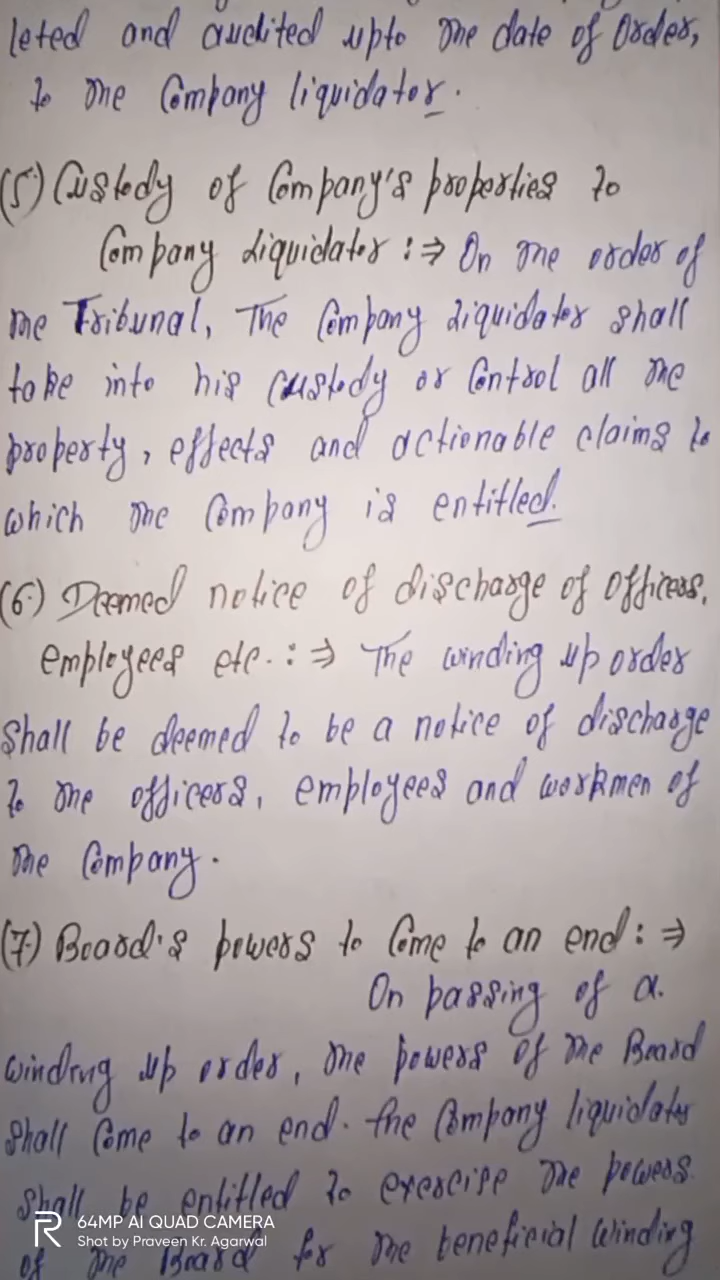 leted and audited upto the date of Order,
to the Company liquidator.
(5) Custody of Company's properties to
Company Liquidator :⇒ On the order of
the Tribunal, The Company Liquidator shall
take into his custody or Control all the
property, effects and actionable claims to
which the Company is entitled.
(6) Deemed notice of discharge of officers,
employees etc. :⇒ The winding up order
shall be deemed to be a notice of discharge
to the officers, employees and workmen of
the Company.
(7) Board's powers to Come to an end :⇒
On passing of a.
winding up order, the powers of the Board
shall Come to an end. The Company liquidator
shall be entitled to exercise the powers
of the Board for the beneficial winding
R
64MP AI QUAD CAMERA
Shot by Praveen Kr. Agarwal